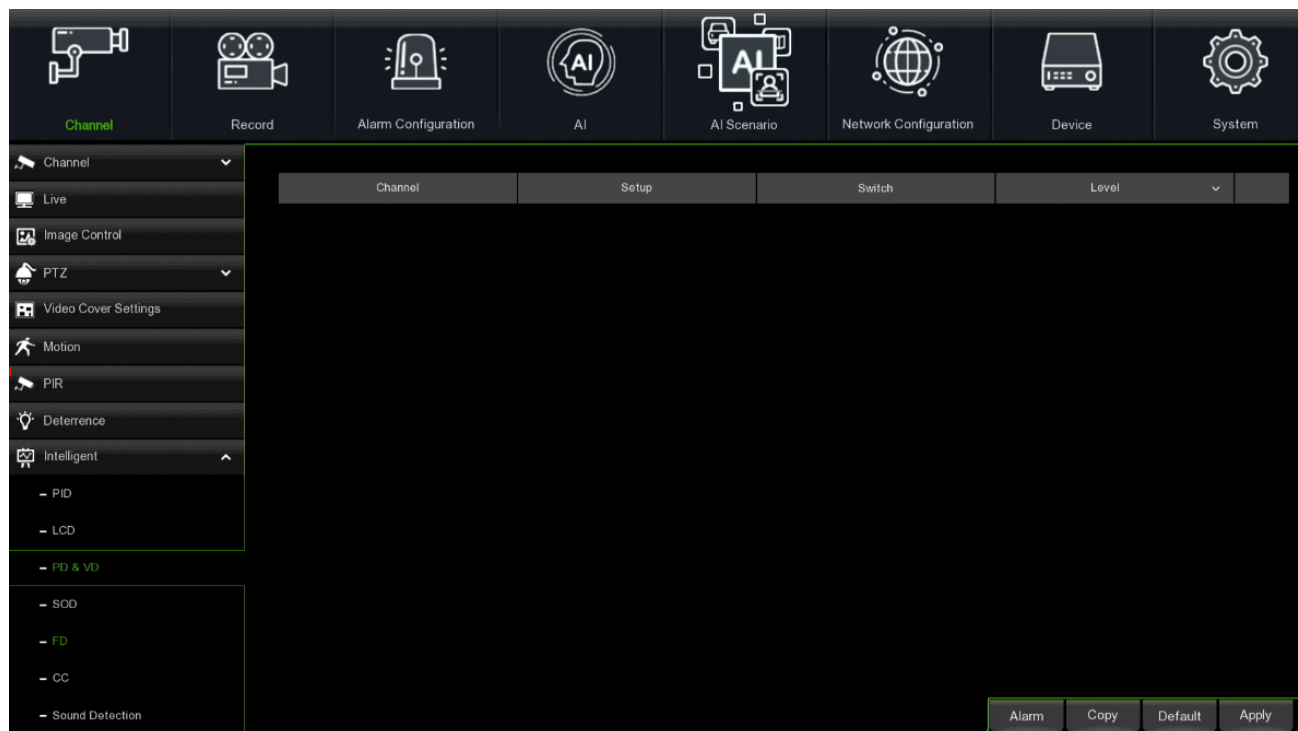 AI
AI
Channel Record Alarm Configuration AI AI Scenario Network Configuration Device System
Channel
Live
Image Control
PTZ
Video Cover Settings
Motion
PIR
Deterrence
Intelligent
– PID
– LCD
– PD & VD
– SOD
– FD
– CC
– Sound Detection
Channel Setup Switch Level
Alarm Copy Default Apply